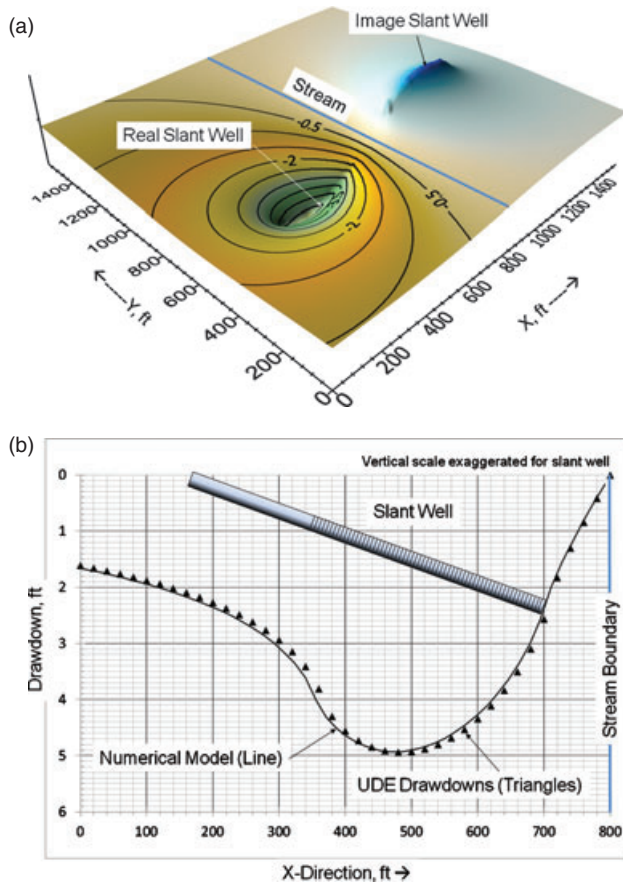 (a)
Image Slant Well
Stream
Real Slant Well
-0.5
-2
-0.5
-2
1400
1200
1000
800
600
400
200
0
Y, ft
0
200
400
600
800
1000
1200
1400
X, ft
(b)
Vertical scale exaggerated for slant well
Slant Well
Drawdown, ft
0
1
2
3
4
5
6
Stream Boundary
Numerical Model (Line)
UDE Drawdowns (Triangles)
0 100 200 300 400 500 600 700 800
X-Direction, ft →